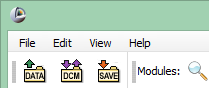 File Edit View Help
DATA DCM SAVE Modules: